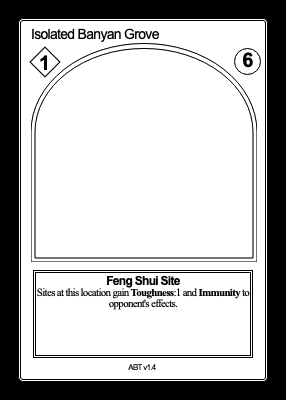 Isolated Banyan Grove
1
6
Feng Shui Site
Sites at this location gain Toughness:1 and Immunity to
opponent's effects.
ABT v1.4